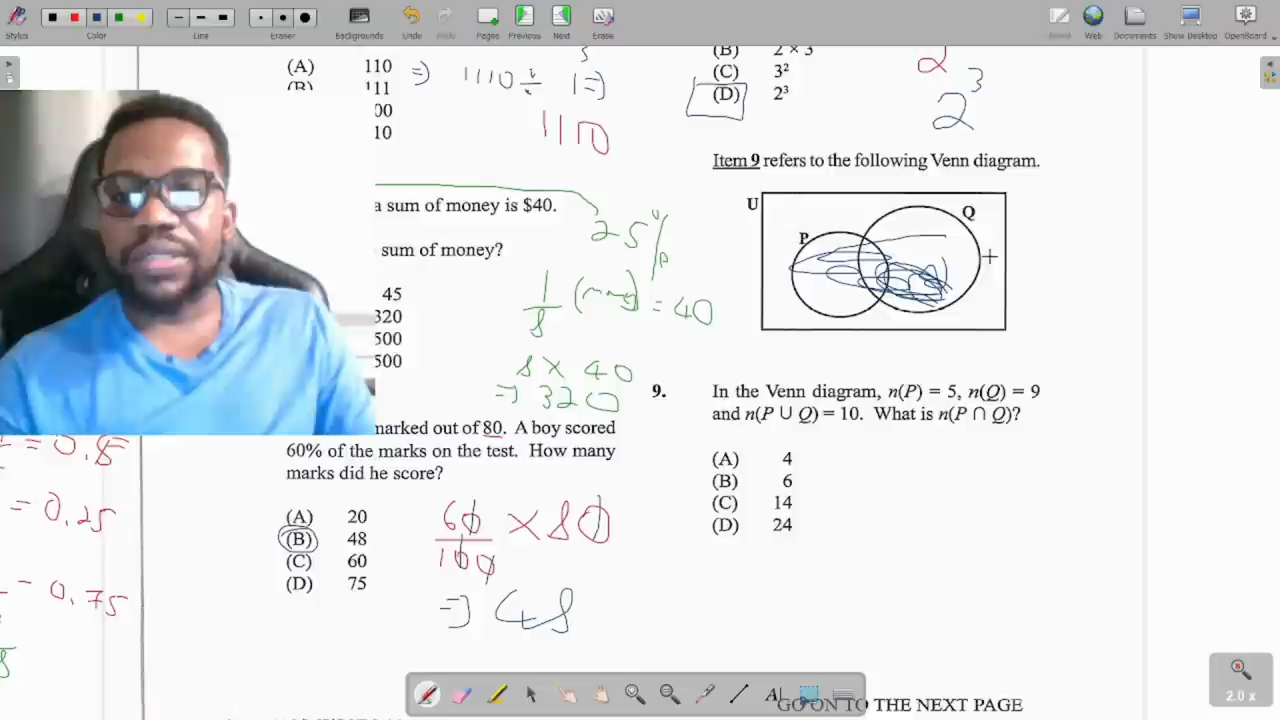 Stylus Color Line Eraser Backgrounds Undo Redo Pages Previous Next Erase Board Web Documents Show Desktop OpenBoard
(A) 110 => 1110 ÷ 1 =>
111
00
10
1110
a sum of money is $40.
sum of money?
45
320
500
500
25
1/8 = 40
8 × 40
=> 320
marked out of 80. A boy scored
60% of the marks on the test. How many
marks did he score?
(A) 20
(B) 48
(C) 60
(D) 75
60/100 × 80
=> 48
= 0.25
0.75
(B) 2 × 3
(C) 3²
(D) 2³
2
2³
Item 9 refers to the following Venn diagram.
U
Q
P
9. In the Venn diagram, n(P) = 5, n(Q) = 9
and n(P ∪ Q) = 10. What is n(P ∩ Q)?
(A) 4
(B) 6
(C) 14
(D) 24
GO ON TO THE NEXT PAGE
2.0 x